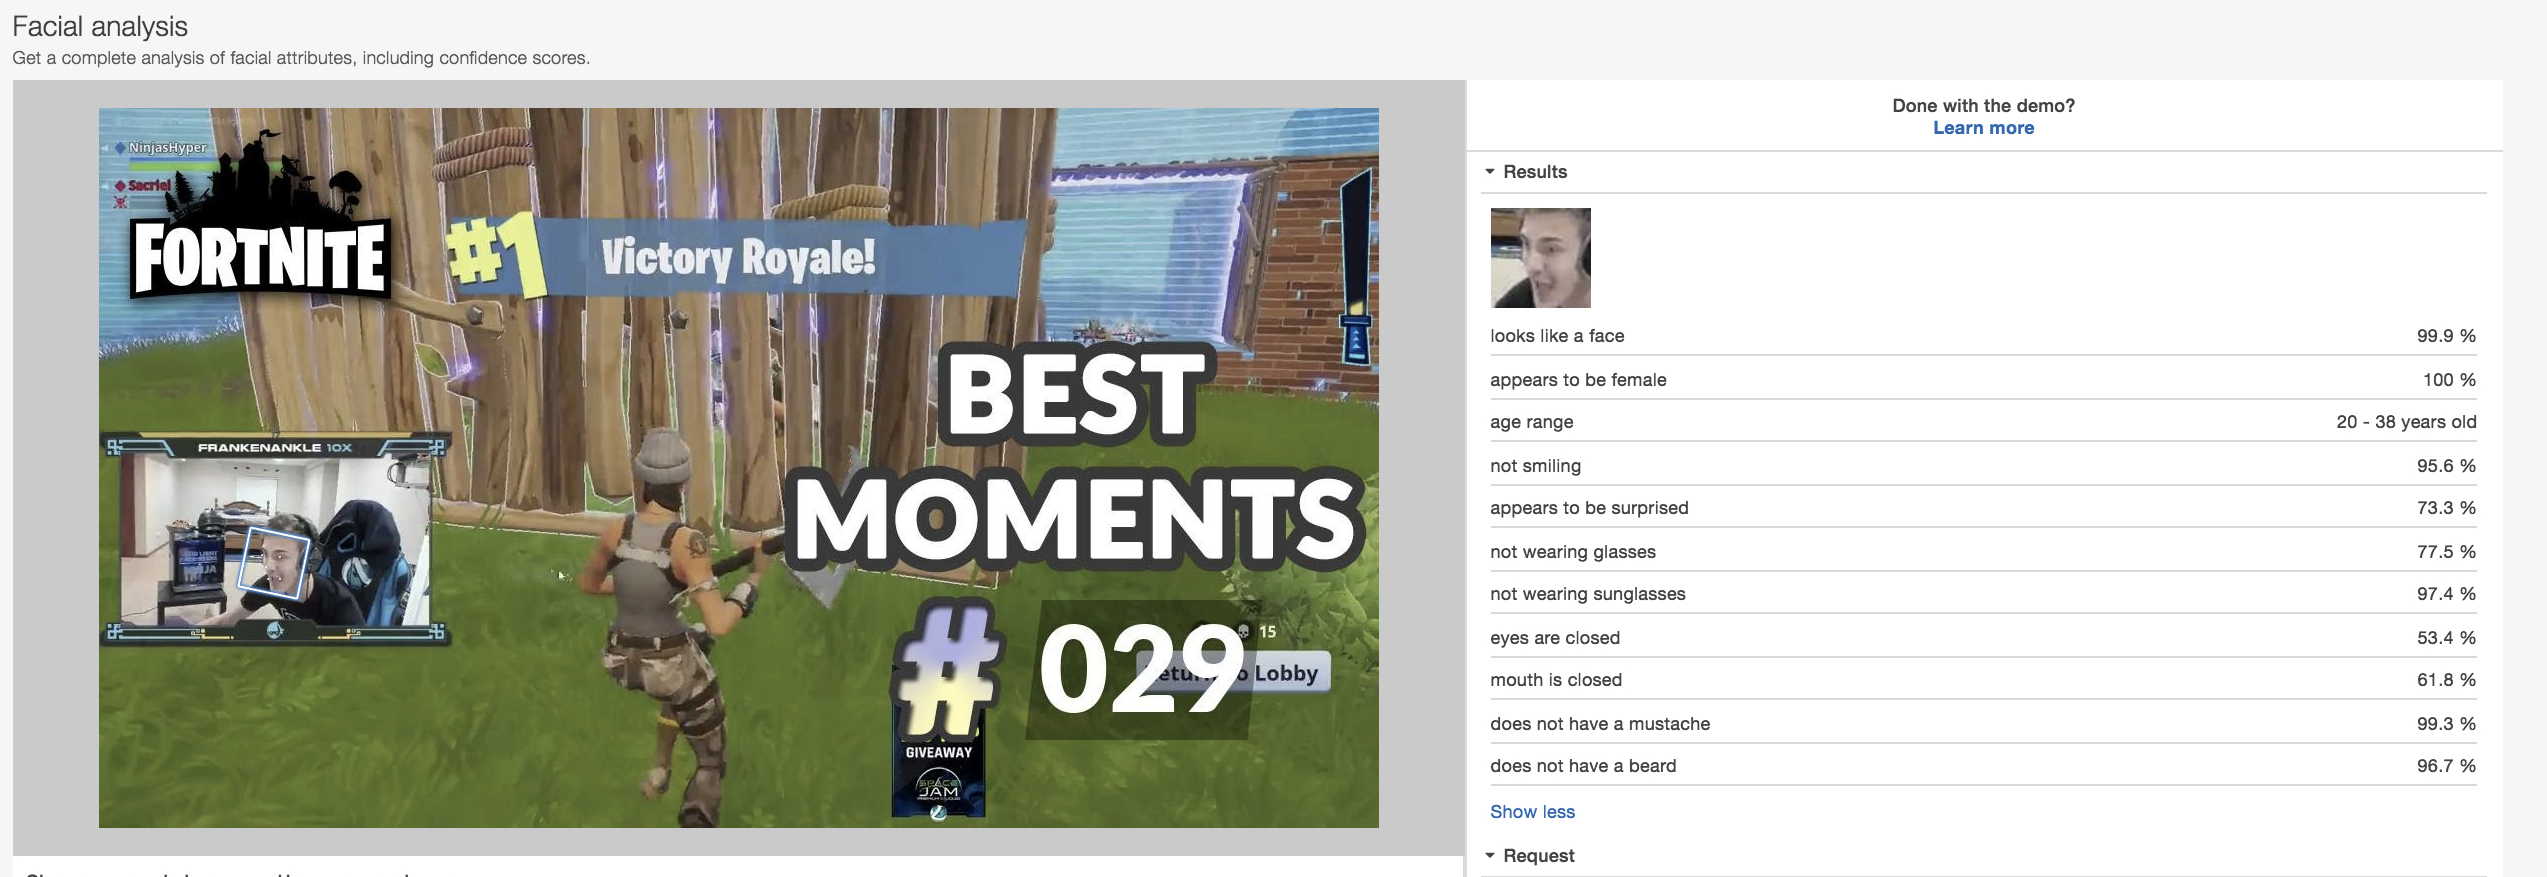 Facial analysis
Get a complete analysis of facial attributes, including confidence scores.
NinjasHyper
Sacriel
FORTNITE
#1 Victory Royale!
BEST
MOMENTS
# 029
FRANKENANKLE 10X
NINJA
15
Lobby
GIVEAWAY
SPACE
JAM
Done with the demo?
Learn more
Results
looks like a face 99.9 %
appears to be female 100 %
age range 20 - 38 years old
not smiling 95.6 %
appears to be surprised 73.3 %
not wearing glasses 77.5 %
not wearing sunglasses 97.4 %
eyes are closed 53.4 %
mouth is closed 61.8 %
does not have a mustache 99.3 %
does not have a beard 96.7 %
Show less
Request